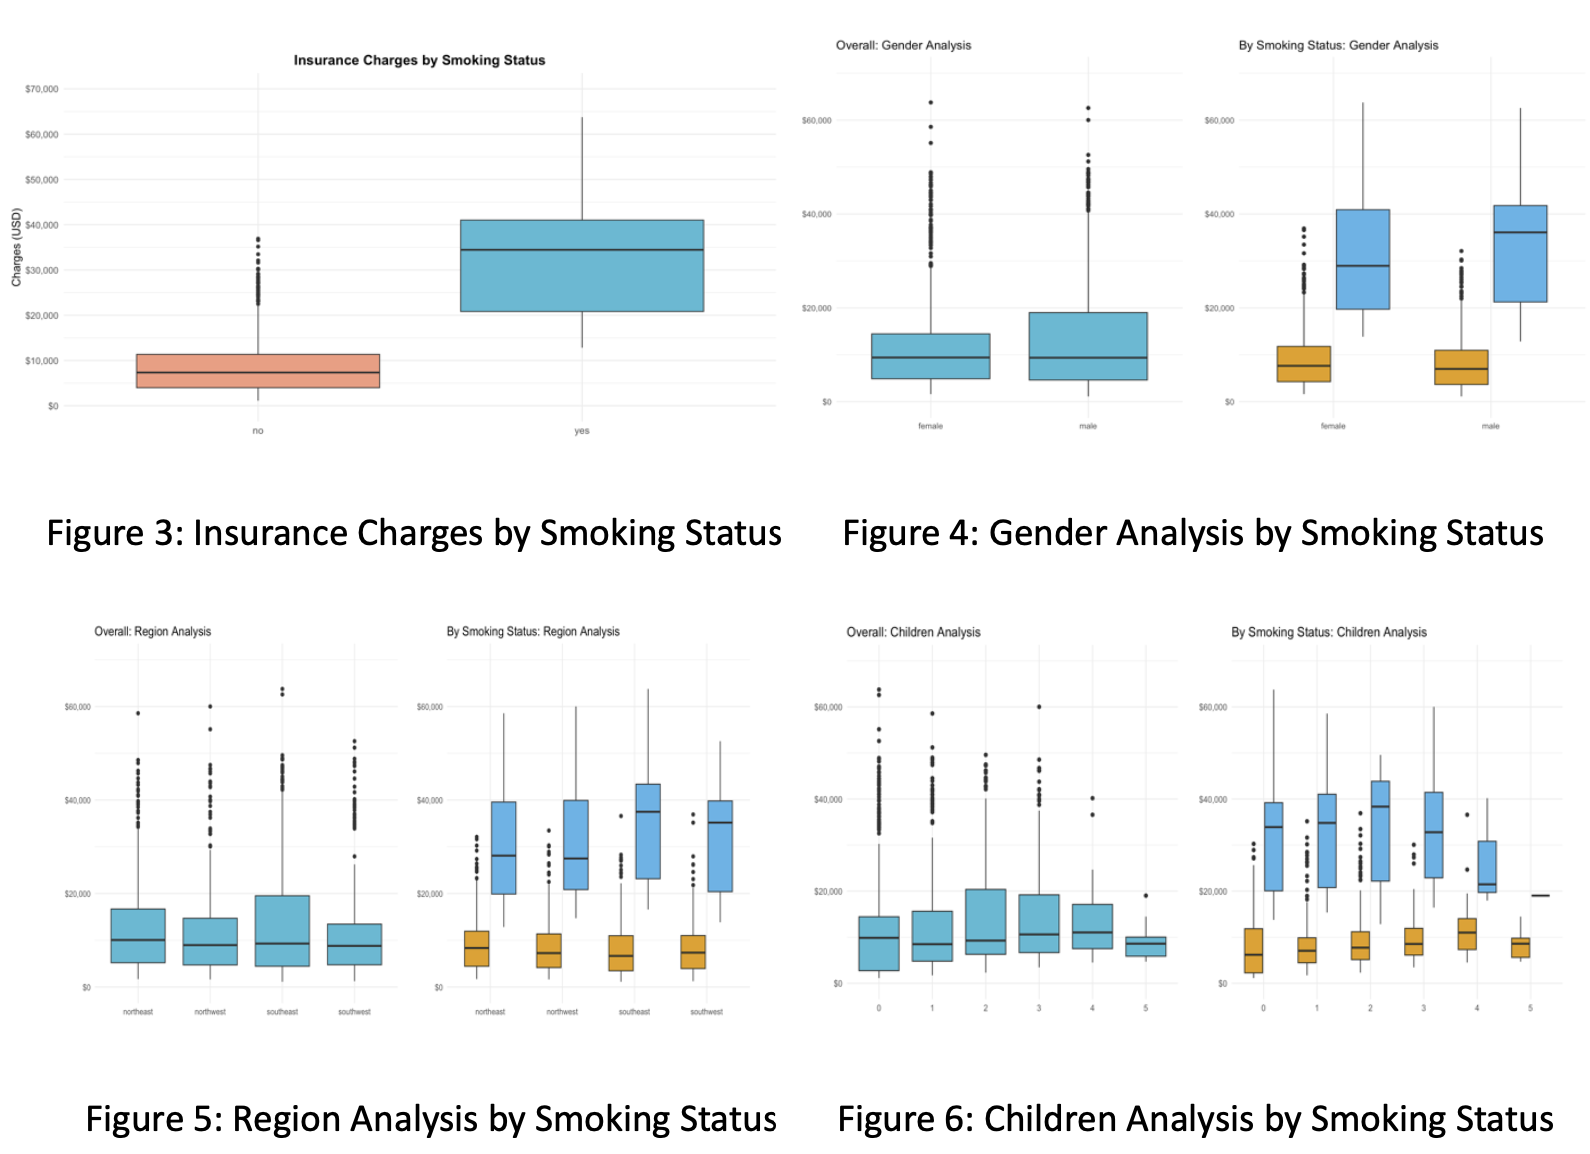 Insurance Charges by Smoking Status
Charges (USD)
$70,000
$60,000
$50,000
$40,000
$30,000
$20,000
$10,000
$0
no yes
Figure 3: Insurance Charges by Smoking Status
Overall: Gender Analysis
$60,000
$40,000
$20,000
$0
female male
By Smoking Status: Gender Analysis
$60,000
$40,000
$20,000
$0
female male
Figure 4: Gender Analysis by Smoking Status
Overall: Region Analysis
$60,000
$40,000
$20,000
$0
northeast northwest southeast southwest
By Smoking Status: Region Analysis
$60,000
$40,000
$20,000
$0
northeast northwest southeast southwest
Figure 5: Region Analysis by Smoking Status
Overall: Children Analysis
$60,000
$40,000
$20,000
$0
0 1 2 3 4 5
By Smoking Status: Children Analysis
$60,000
$40,000
$20,000
$0
0 1 2 3 4 5
Figure 6: Children Analysis by Smoking Status